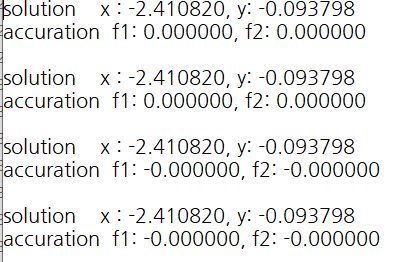 solution x : -2.410820, y: -0.093798
accuration f1: 0.000000, f2: 0.000000
solution x : -2.410820, y: -0.093798
accuration f1: 0.000000, f2: 0.000000
solution x : -2.410820, y: -0.093798
accuration f1: -0.000000, f2: -0.000000
solution x : -2.410820, y: -0.093798
accuration f1: -0.000000, f2: -0.000000